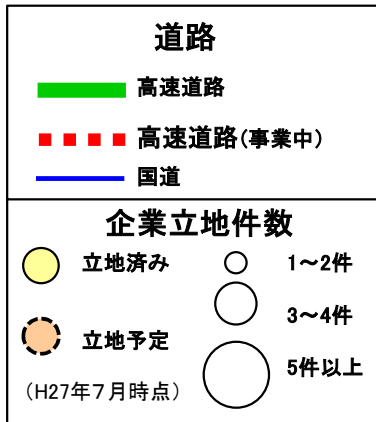 道路
高速道路
高速道路(事業中)
国道
企業立地件数
立地済み
1～2件
3～4件
立地予定
5件以上
(H27年7月時点)